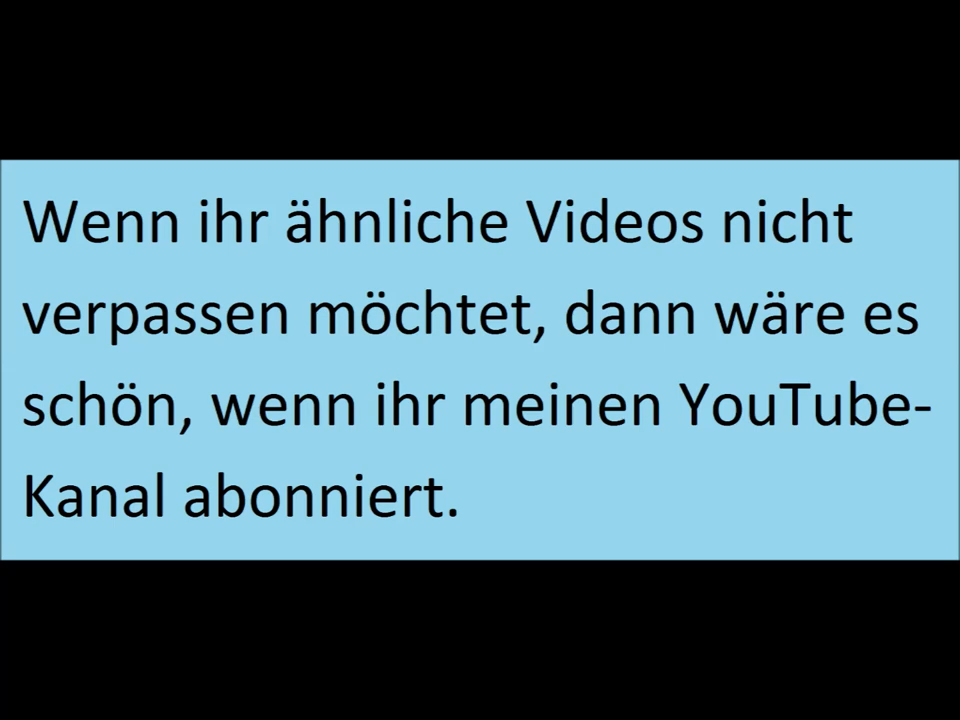 Wenn ihr ähnliche Videos nicht
verpassen möchtet, dann wäre es
schön, wenn ihr meinen YouTube-
Kanal abonniert.